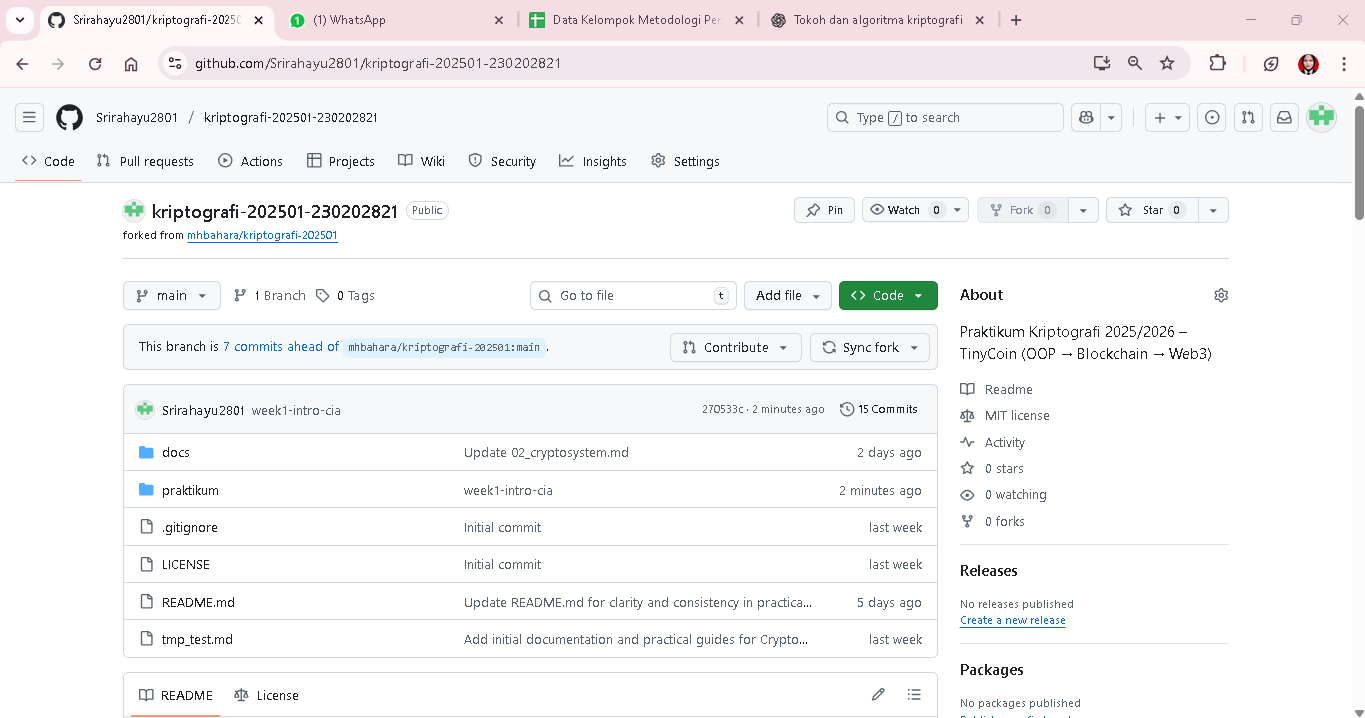 Srirahayu2801/kriptografi-20250
(1) WhatsApp
Data Kelompok Metodologi Pen
Tokoh dan algoritma kriptografi
github.com/Srirahayu2801/kriptografi-202501-230202821
Srirahayu2801 / kriptografi-202501-230202821
Type / to search
Code
Pull requests
Actions
Projects
Wiki
Security
Insights
Settings
kriptografi-202501-230202821 Public
Pin
Watch 0
Fork 0
Star 0
forked from mhbahara/kriptografi-202501
main
1 Branch
0 Tags
Go to file t
Add file
Code
This branch is 7 commits ahead of mhbahara/kriptografi-202501:main .
Contribute
Sync fork
Srirahayu2801 week1-intro-cia 270533c · 2 minutes ago 15 Commits
docs Update 02_cryptosystem.md 2 days ago
praktikum week1-intro-cia 2 minutes ago
.gitignore Initial commit last week
LICENSE Initial commit last week
README.md Update README.md for clarity and consistency in practica... 5 days ago
tmp_test.md Add initial documentation and practical guides for Crypto... last week
README
License
About
Praktikum Kriptografi 2025/2026 –
TinyCoin (OOP → Blockchain → Web3)
Readme
MIT license
Activity
0 stars
0 watching
0 forks
Releases
No releases published
Create a new release
Packages
No packages published